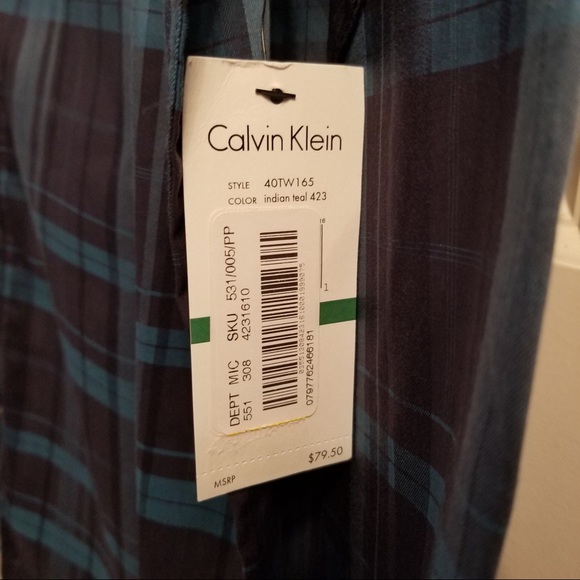 Calvin Klein
STYLE 40TW165
COLOR indian teal 423
1
DEPT MIC SKU 531/005/PP
551 308 4231610
0797762466181
MSRP $79.50